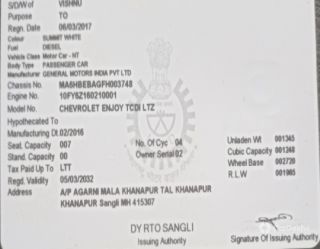 S/D/W of VISHNU
Purpose TO
Regn. Date 06/03/2017
Colour SUMMIT WHITE
Fuel DIESEL
Vehicle Class Motor Car - NT
Body Type PASSENGER CAR
Manufacturer GENERAL MOTORS INDIA PVT LTD
Chassis No. MA6HBEBAGFH003748
Engine No. 10FY6Z160210001
Model No. CHEVROLET ENJOY TCDI LTZ
Hypothecated To
Manufacturing Dt. 02/2016
Seat. Capacity 007 No. Of Cyc 04 Unladen Wt 001345
Stand. Capacity 00 Owner Serial 02 Cubic Capacity 001248
Tax Paid Up To LTT Wheel Base 002720
Regd. Validity 05/03/2032 R L W 001965
Address A/P AGARNI MALA KHANAPUR TAL KHANAPUR
KHANAPUR Sangli MH 415307
DY RTO SANGLI
Issuing Authority
Signature Of Issuing Authority